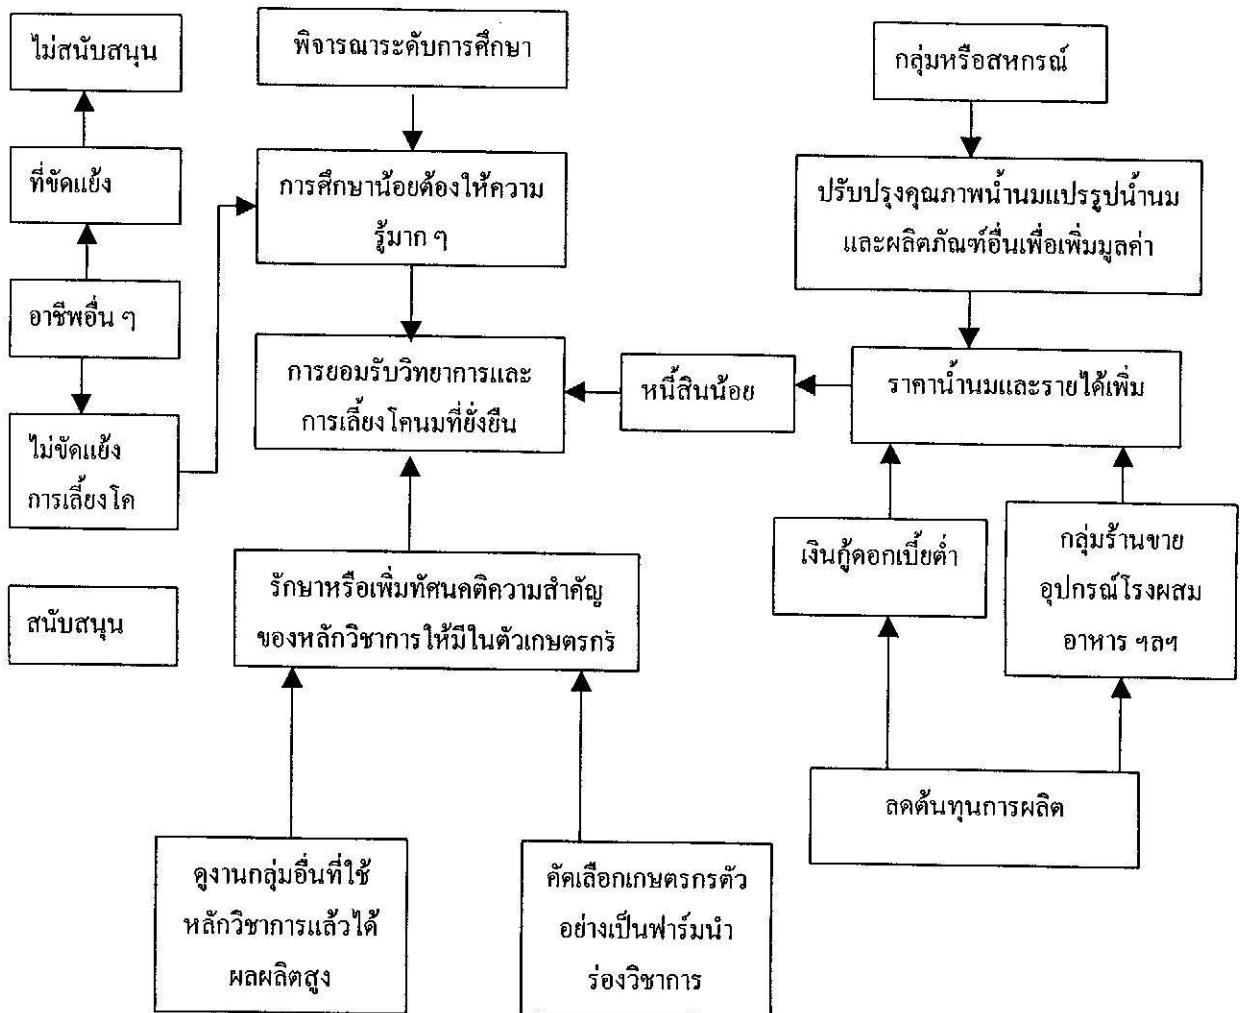 ไม่สนับสนุน
พิจารณาระดับการศึกษา
กลุ่มหรือสหกรณ์
ที่ขัดแย้ง
การศึกษาน้อยต้องให้ความ
รู้มาก ๆ
ปรับปรุงคุณภาพน้ำนมแปรรูปน้ำนม
และผลิตภัณฑ์อื่นเพื่อเพิ่มมูลค่า
อาชีพอื่น ๆ
การยอมรับวิทยาการและ
การเลี้ยงโคนมที่ยั่งยืน
หนี้สินน้อย
ราคาน้ำนมและรายได้เพิ่ม
ไม่ขัดแย้ง
การเลี้ยงโค
เงินกู้ดอกเบี้ยต่ำ
กลุ่มร้านขาย
อุปกรณ์โรงผสม
อาหาร ฯลฯ
รักษาหรือเพิ่มทัศนคติความสำคัญ
ของหลักวิชาการให้มีในตัวเกษตรกร
สนับสนุน
ลดต้นทุนการผลิต
ดูงานกลุ่มอื่นที่ใช้
หลักวิชาการแล้วได้
ผลผลิตสูง
คัดเลือกเกษตรกรตัว
อย่างเป็นฟาร์มนำ
ร่องวิชาการ